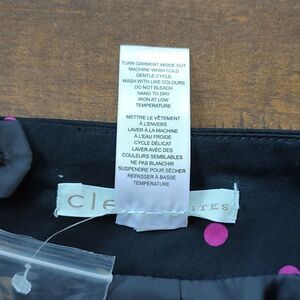 TURN GARMENT INSIDE OUT
MACHINE WASH COLD
GENTLE CYCLE
WASH WITH LIKE COLOURS
DO NOT BLEACH
HANG TO DRY
IRON AT LOW
TEMPERATURE
METTRE LE VÊTEMENT
À L'ENVERS
LAVER À LA MACHINE
À L'EAU FROIDE
CYCLE DÉLICAT
LAVER AVEC DES
COULEURS SEMBLABLES
NE PAS BLANCHIR
SUSPENDRE POUR SÉCHER
REPASSER À BASSE
TEMPÉRATURE
cle
ITES